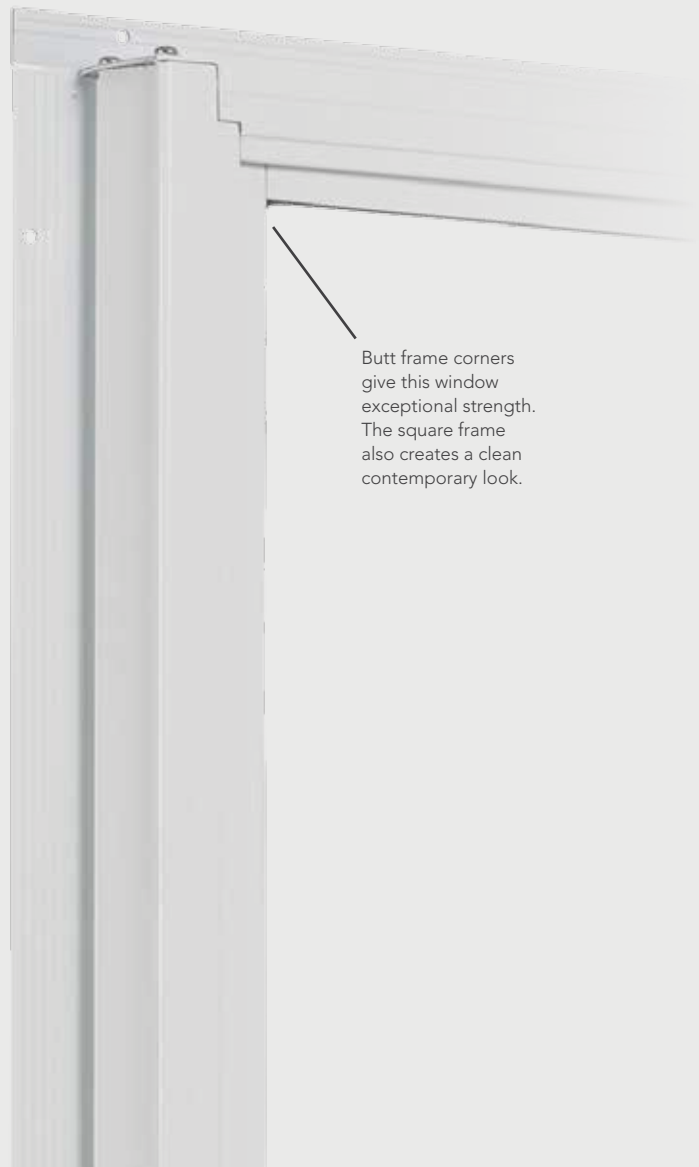 Butt frame corners
give this window
exceptional strength.
The square frame
also creates a clean
contemporary look.